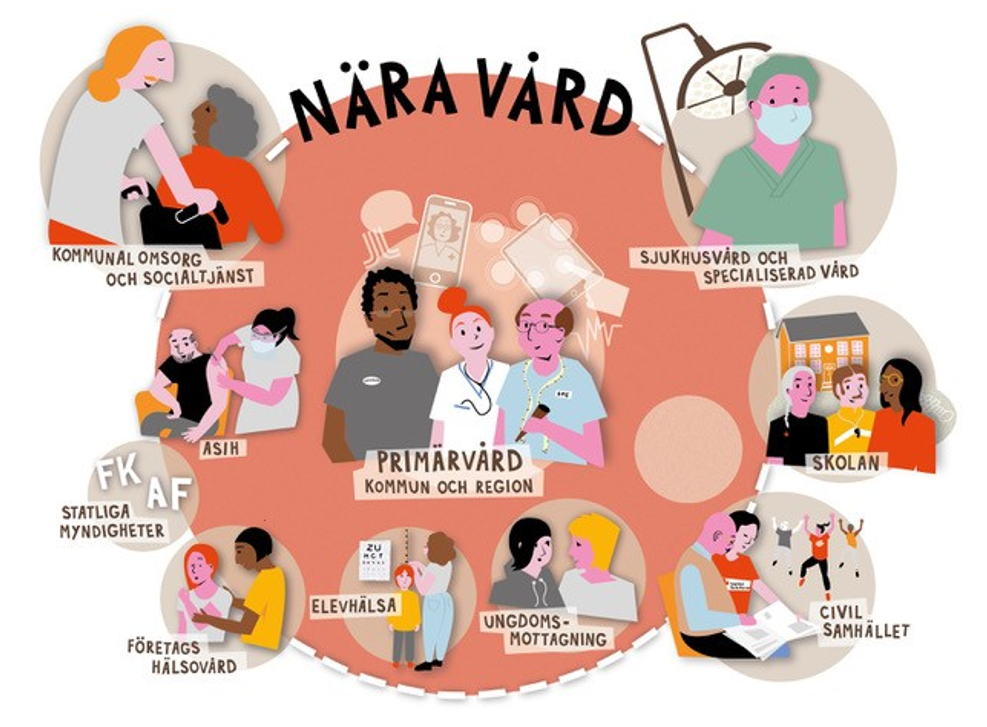 NÄRA VÅRD
KOMMUNAL OMSORG
OCH SOCIALTJÄNST
SJUKHUSVÅRD OCH
SPECIALISERAD VÅRD
ASIH
PRIMÄRVÅRD
KOMMUN OCH REGION
SKOLAN
FK
AF
STATLIGA
MYNDIGHETER
FÖRETAGS
HÄLSOVÅRD
ZU
ELEVHÄLSA
UNGDOMS-
MOTTAGNING
CIVIL
SAMHÄLLET